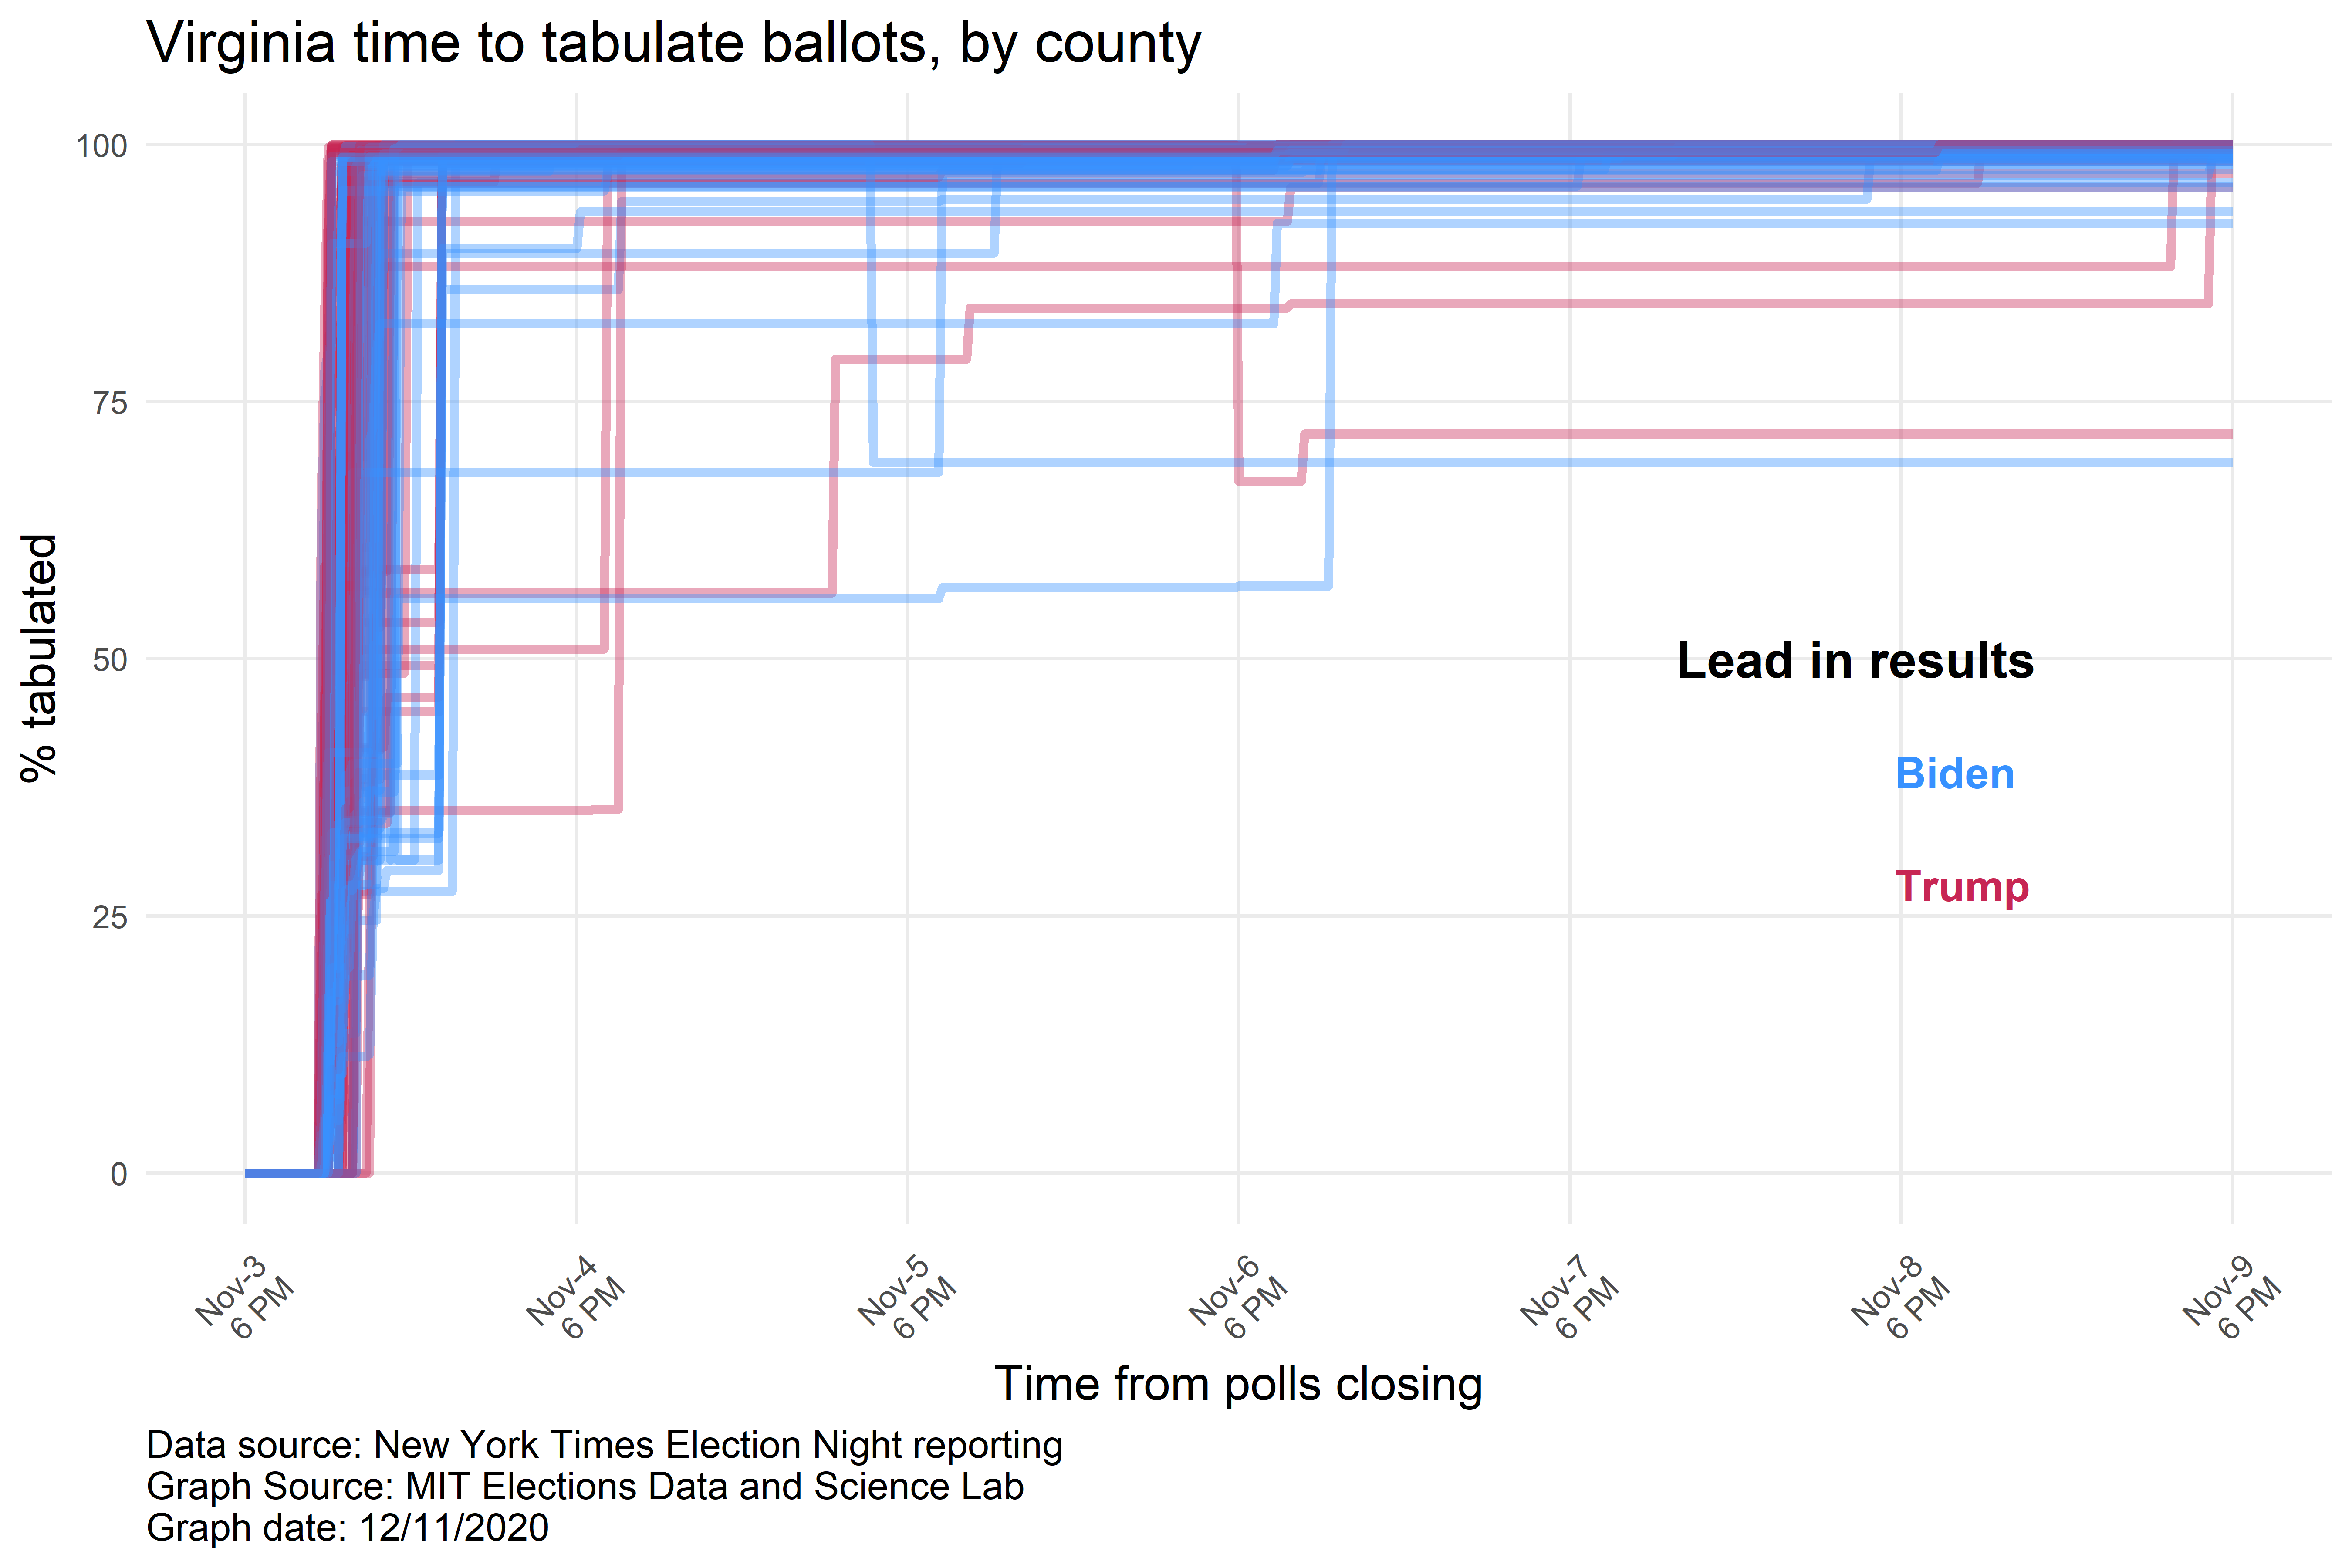 Virginia time to tabulate ballots, by county
% tabulated
100
75
50
25
0
Lead in results
Biden
Trump
Nov-3
6 PM
Nov-4
6 PM
Nov-5
6 PM
Nov-6
6 PM
Nov-7
6 PM
Nov-8
6 PM
Nov-9
6 PM
Time from polls closing
Data source: New York Times Election Night reporting
Graph Source: MIT Elections Data and Science Lab
Graph date: 12/11/2020